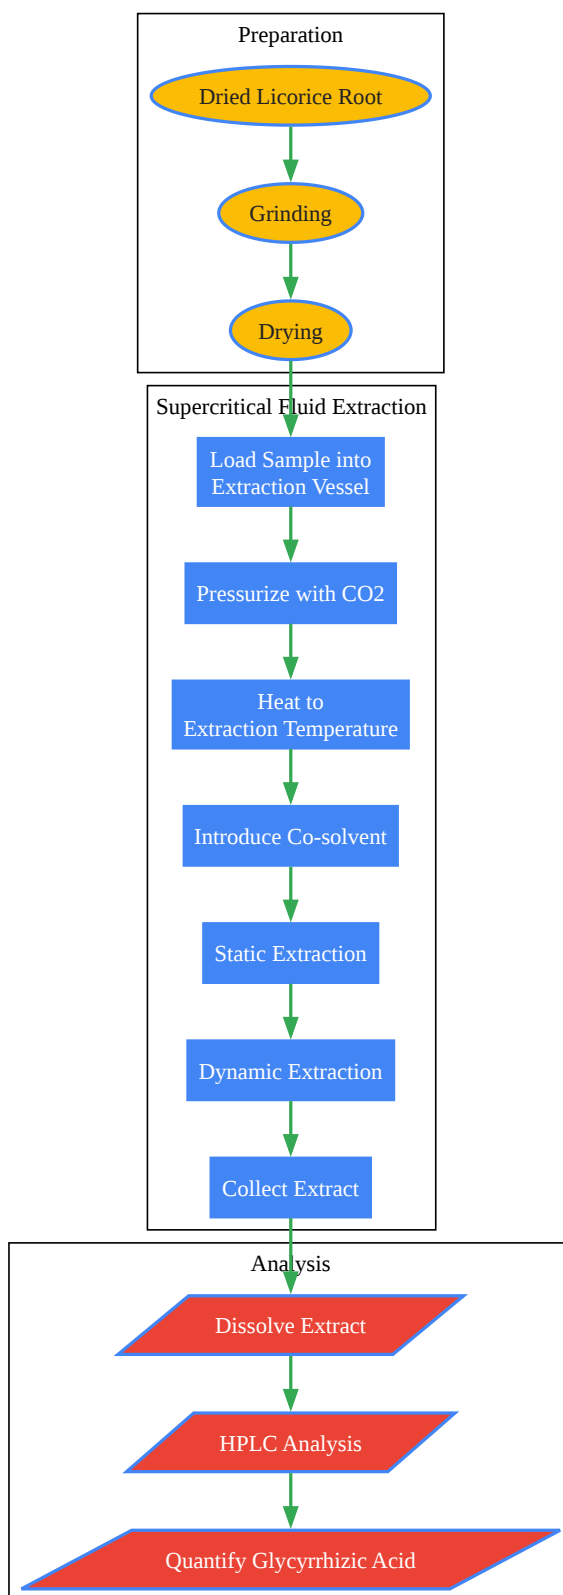 Preparation
Dried Licorice Root
Grinding
Drying
Supercritical Fluid Extraction
Load Sample into
Extraction Vessel
Pressurize with CO2
Heat to
Extraction Temperature
Introduce Co-solvent
Static Extraction
Dynamic Extraction
Collect Extract
Analysis
Dissolve Extract
HPLC Analysis
Quantify Glycyrrhizic Acid